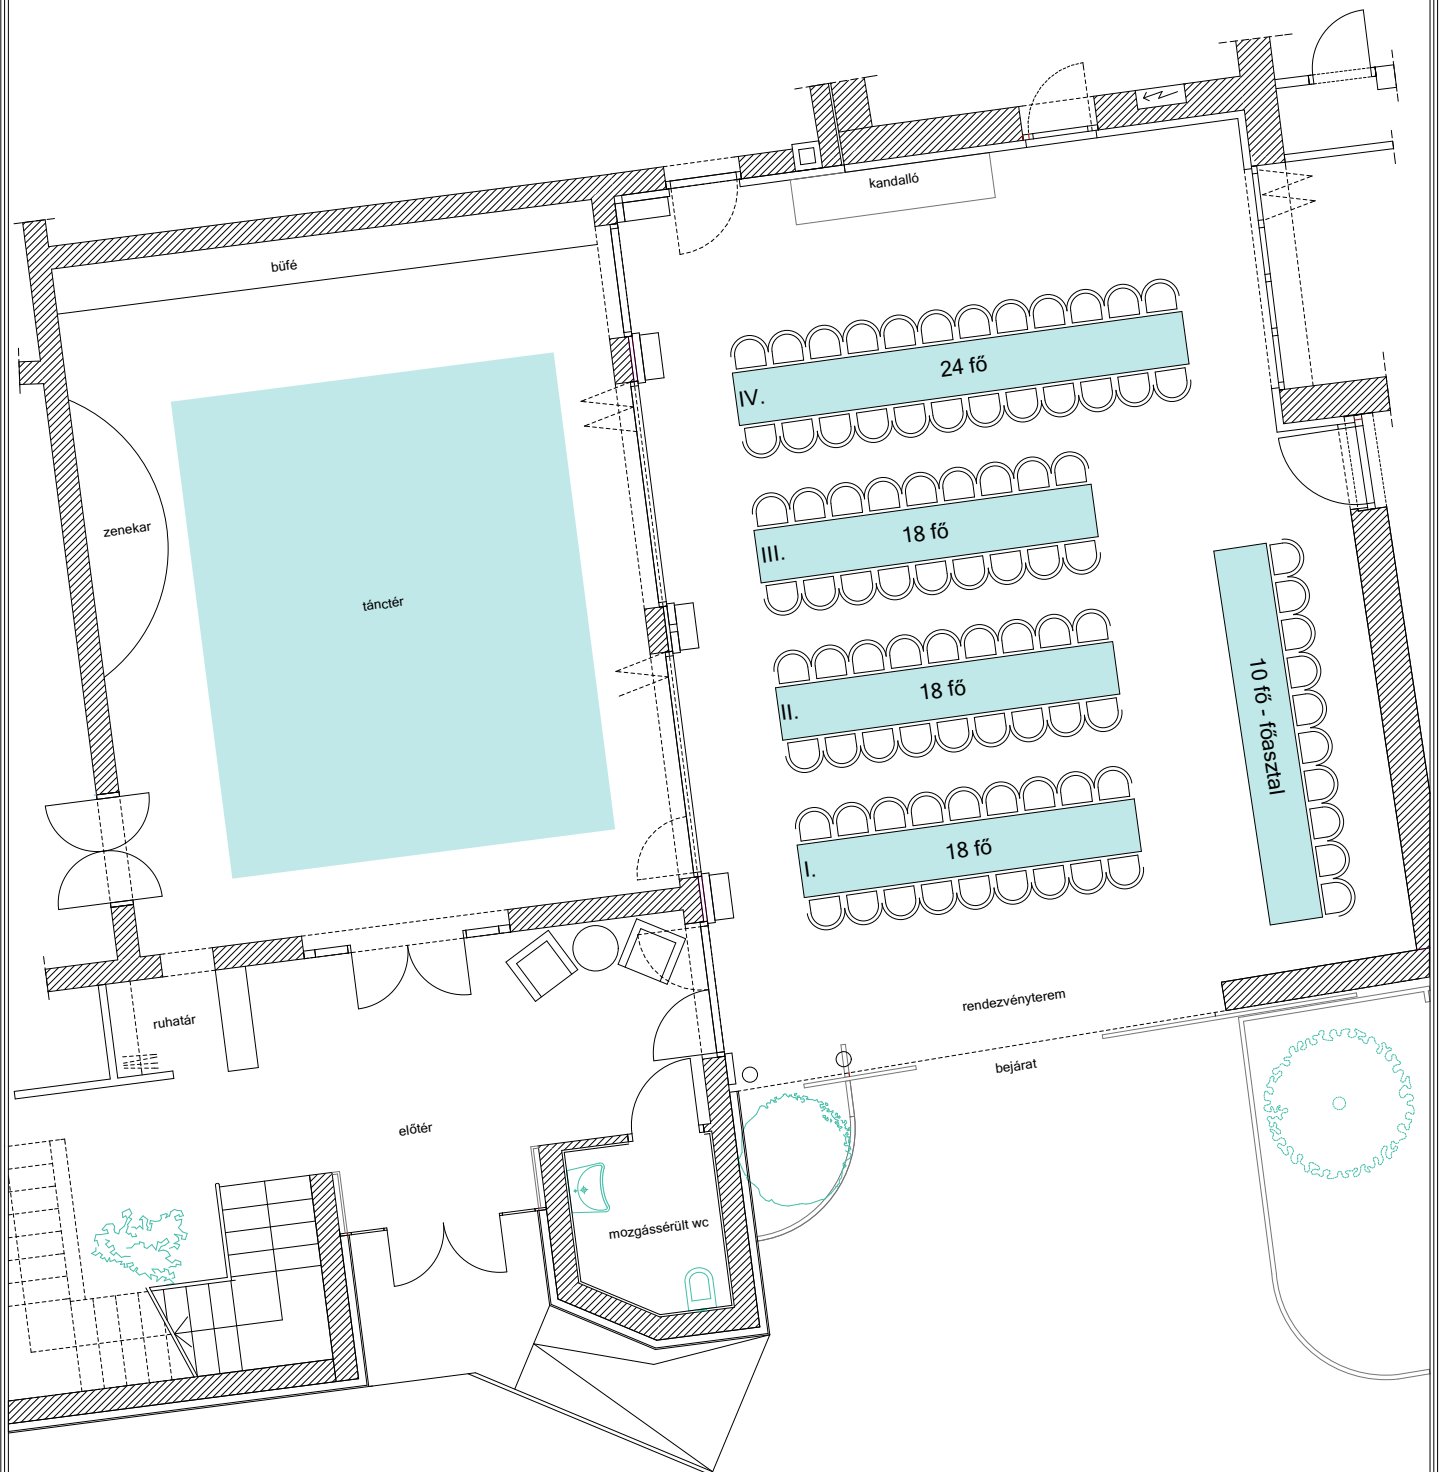 kandalló
büfé
24 fő
IV.
zenekar
18 fő
III.
tánctér
18 fő
II.
10 fő - főasztal
18 fő
I.
rendezvényterem
ruhatár
bejárat
előtér
mozgássérült wc